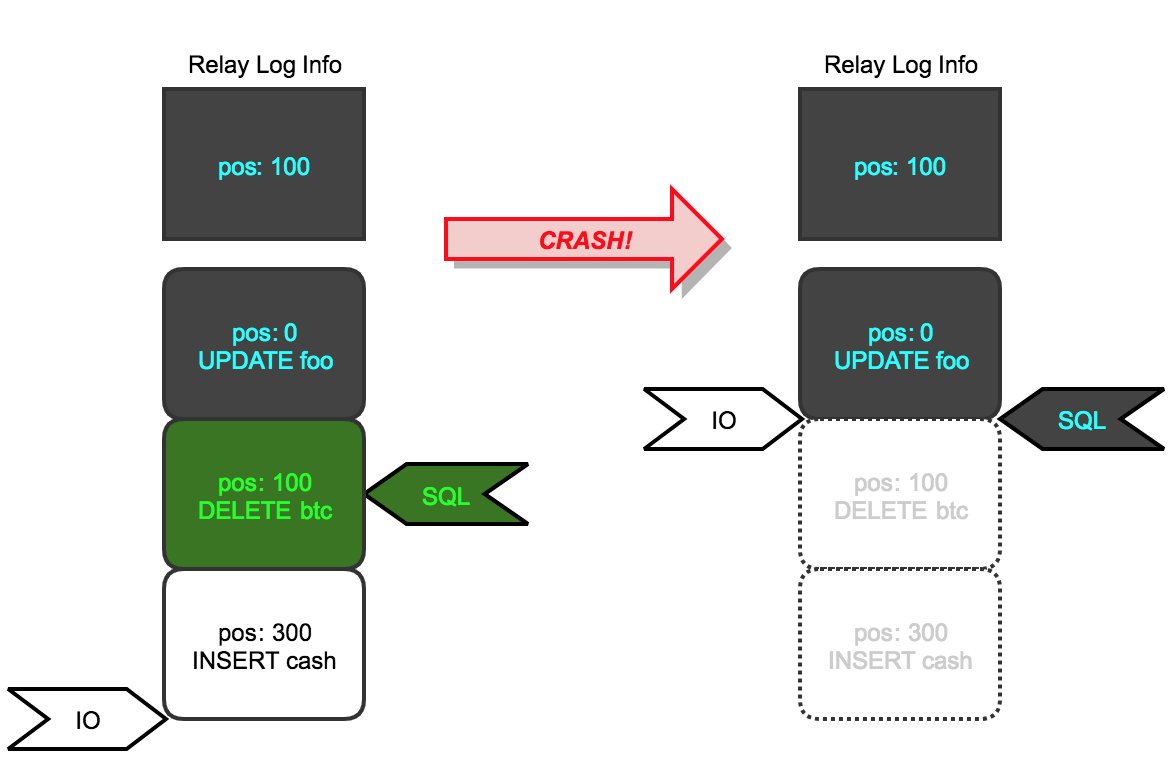 Relay Log Info
pos: 100
pos: 0
UPDATE foo
pos: 100
DELETE btc
SQL
pos: 300
INSERT cash
IO
CRASH!
Relay Log Info
pos: 100
pos: 0
UPDATE foo
IO
SQL
pos: 100
DELETE btc
pos: 300
INSERT cash